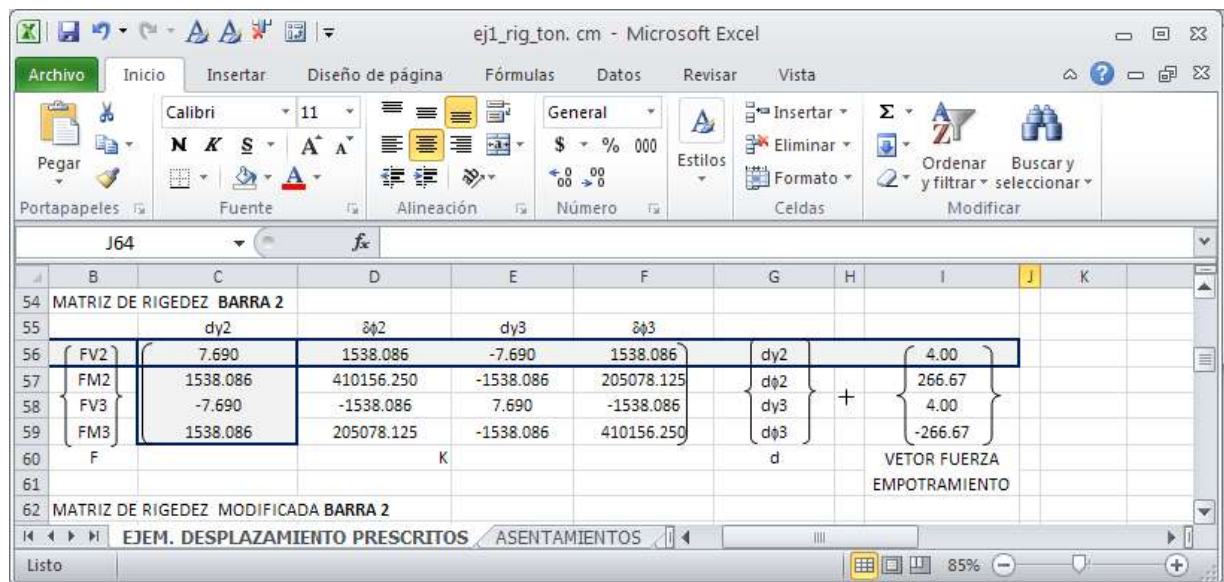 ej1_rig_ton. cm - Microsoft Excel
Archivo Inicio Insertar Diseño de página Fórmulas Datos Revisar Vista
Calibri 11 General Insertar Σ
N K S A A $ % 000 Eliminar
Pegar Estilos Formato Ordenar y filtrar Buscar y seleccionar
Portapapeles Fuente Alineación Número Celdas Modificar
J64 fx
B C D E F G H I J K
54 MATRIZ DE RIGEDEZ BARRA 2
55 dy2 δφ2 dy3 δφ3
56 FV2 7.690 1538.086 -7.690 1538.086 dy2 4.00
57 FM2 1538.086 410156.250 -1538.086 205078.125 dφ2 266.67
58 FV3 -7.690 -1538.086 7.690 -1538.086 dy3 + 4.00
59 FM3 1538.086 205078.125 -1538.086 410156.250 dφ3 -266.67
60 F K d VETOR FUERZA
61 EMPOTRAMIENTO
62 MATRIZ DE RIGEDEZ MODIFICADA BARRA 2
EJEM. DESPLAZAMIENTO PRESCRITOS ASENTAMIENTOS
Listo 85%